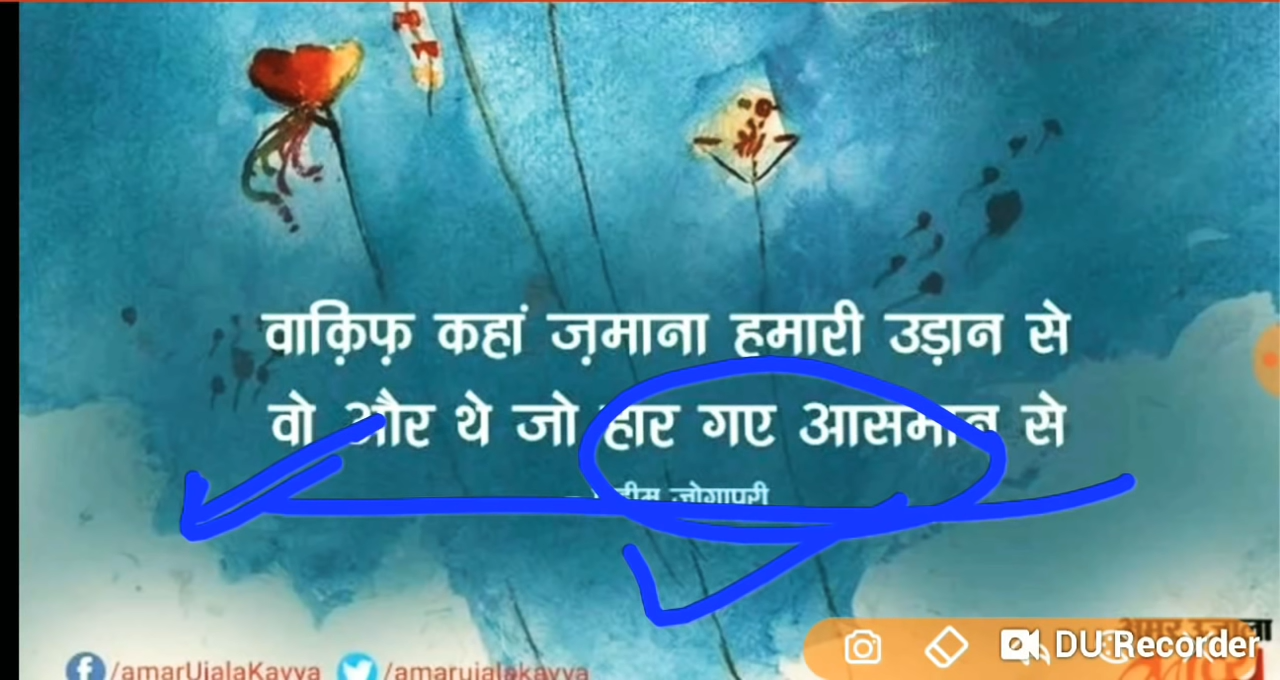 वाक़िफ़ कहां ज़माना हमारी उड़ान से
वो और थे जो हार गए आसमान से
जोगापुरी
/amarUjalaKavya /amarujalakavya
DU Recorder